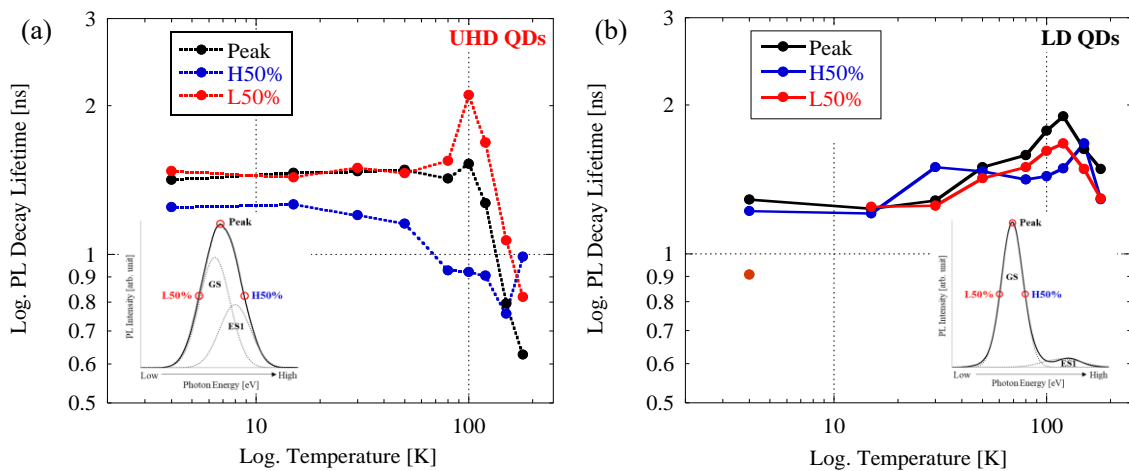 (a)
UHD QDs
Peak
H50%
L50%
3
2
1
0.9
0.8
0.7
0.6
0.5
Log. PL Decay Lifetime [ns]
Peak
GS
L50%
H50%
ES1
PL Intensity [arb. unit]
Low
High
Photon Energy [eV]
10
100
Log. Temperature [K]
(b)
LD QDs
Peak
H50%
L50%
3
2
1
0.9
0.8
0.7
0.6
0.5
Log. PL Decay Lifetime [ns]
Peak
GS
L50%
H50%
ES1
PL Intensity [arb. unit]
Low
High
Photon Energy [eV]
10
100
Log. Temperature [K]